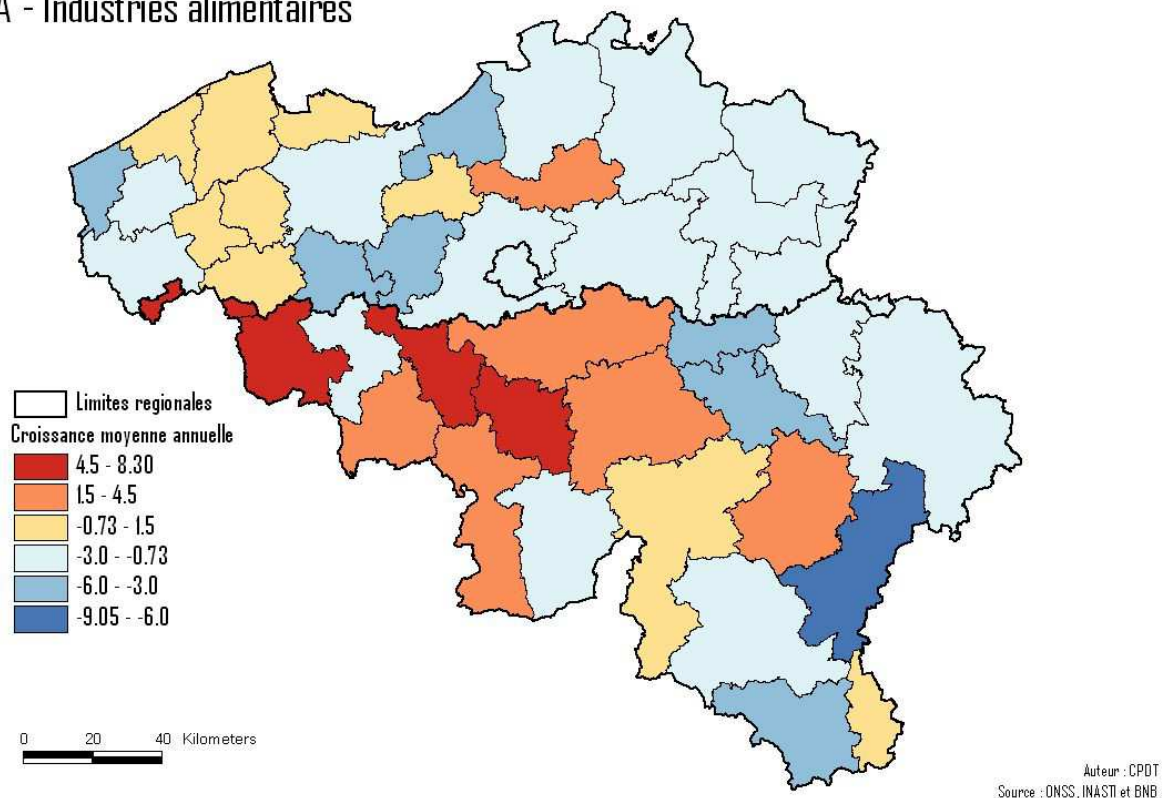 A - Industries alimentaires
Limites regionales
Croissance moyenne annuelle
4.5 - 8.30
1.5 - 4.5
-0.73 - 1.5
-3.0 - -0.73
-6.0 - -3.0
-9.05 - -6.0
0 20 40 Kilometers
Auteur : CPDT
Source : ONSS, INASTI et BNB